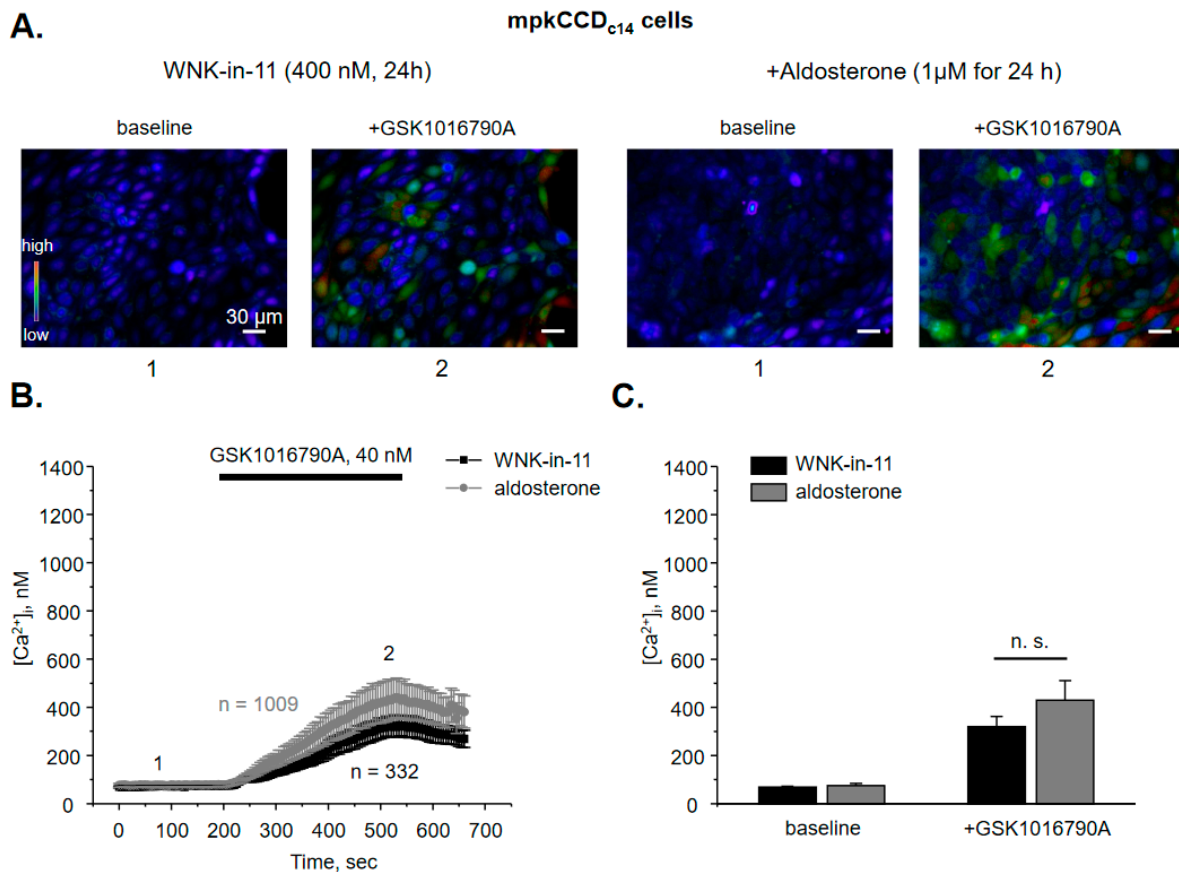 mpkCCDc14 cells
A.
WNK-in-11 (400 nM, 24h)
+Aldosterone (1µM for 24 h)
baseline
+GSK1016790A
baseline
+GSK1016790A
high
low
30 µm
1
2
1
2
B.
GSK1016790A, 40 nM
WNK-in-11
aldosterone
1400
1200
1000
800
600
400
200
0
[Ca2+]i, nM
2
n = 1009
1
n = 332
0 100 200 300 400 500 600 700
Time, sec
C.
WNK-in-11
aldosterone
1400
1200
1000
800
600
400
200
0
[Ca2+]i, nM
n. s.
baseline
+GSK1016790A